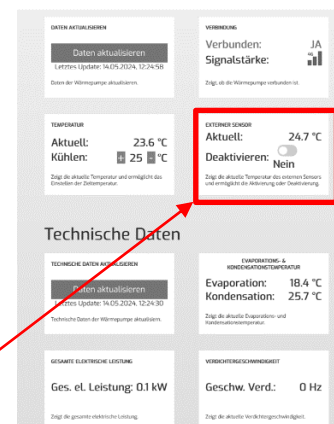 DATEN AKTUALISIEREN
Daten aktualisieren
Letztes Update: 14.05.2024, 12:24:58
Daten der Wärmepumpe aktualisieren.
VERBINDUNG
Verbunden: JA
Signalstärke:
Zeigt, ob die Wärmepumpe verbunden ist.
TEMPERATUR
Aktuell: 23.6 °C
Kühlen: + 25 - °C
Zeigt die aktuelle Temperatur und ermöglicht das
Einstellen der Zieltemperatur.
EXTERNER SENSOR
Aktuell: 24.7 °C
Deaktivieren:
Nein
Zeigt die aktuelle Temperatur des externen Sensors
und ermöglicht die Aktivierung oder Deaktivierung.
Technische Daten
TECHNISCHE DATEN AKTUALISIEREN
Daten aktualisieren
Letztes Update: 14.05.2024, 12:24:30
Technische Daten der Wärmepumpe aktualisiern.
EVAPORATIONS- &
KONDENSATIONSTEMPERATUR
Evaporation: 18.4 °C
Kondensation: 25.7 °C
Zeigt die aktuelle Evaporations- und
Kondensationstemperatur.
GESAMTE ELEKTRISCHE LEISTUNG
Ges. el. Leistung: 0.1 kW
Zeigt die gesamte elektrische Leistung.
VERDICHTERGESCHWINDIGKEIT
Geschw. Verd.: 0 Hz
Zeigt die aktuelle Verdichtergeschwindigkeit.